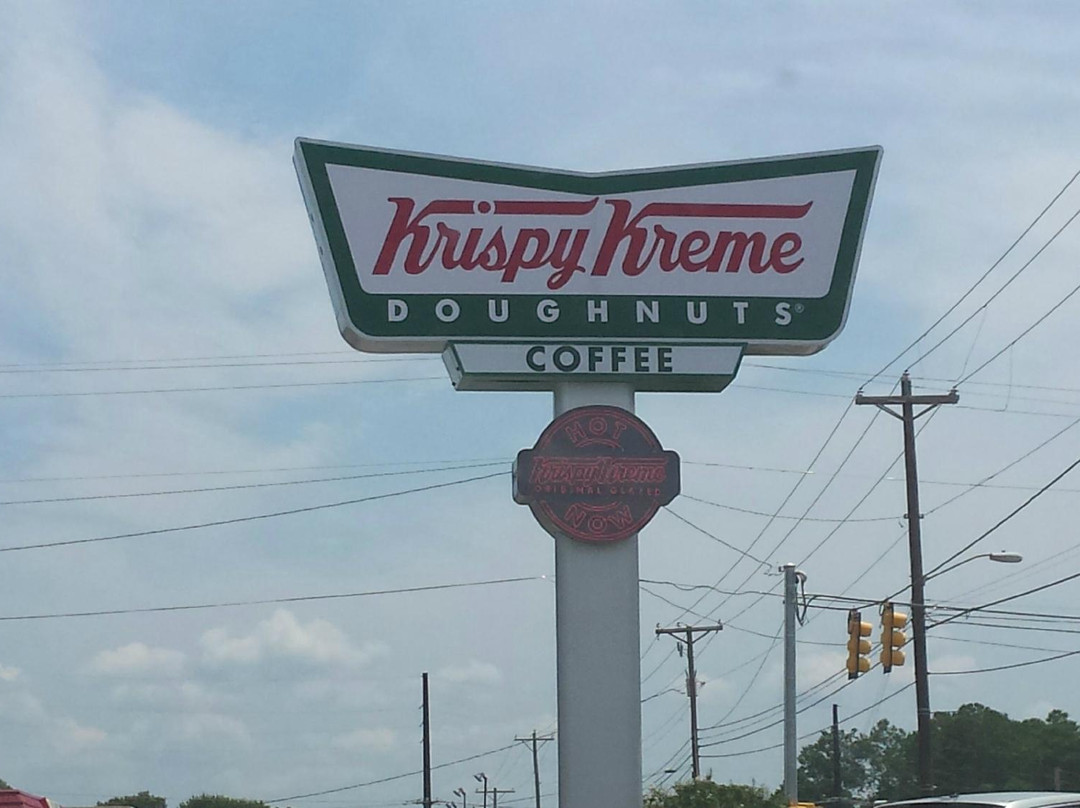 Krispy Kreme
DOUGHNUTS®
COFFEE
HOT
Krispy Kreme
ORIGINAL GLAZED
NOW